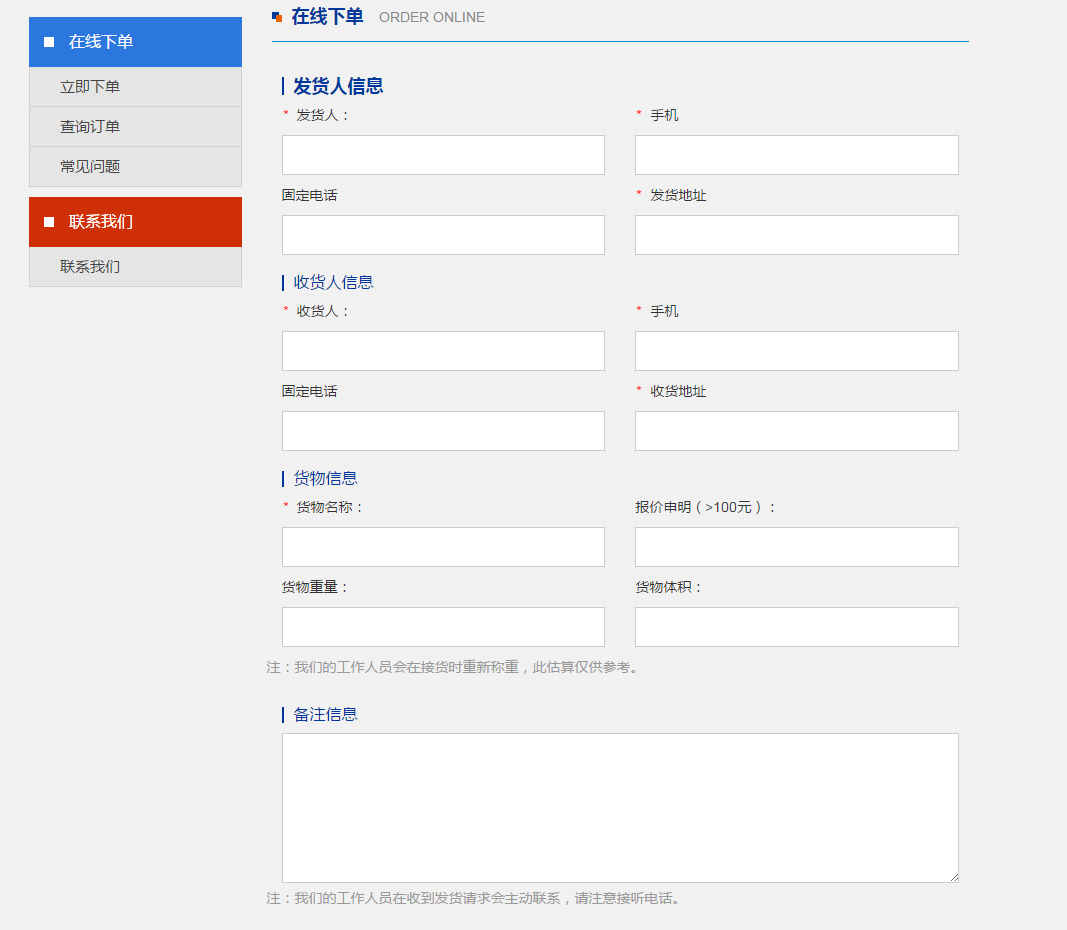 在线下单
立即下单
查询订单
常见问题
联系我们
联系我们
在线下单 ORDER ONLINE
发货人信息
* 发货人： * 手机
固定电话 * 发货地址
收货人信息
* 收货人： * 手机
固定电话 * 收货地址
货物信息
* 货物名称： 报价申明（>100元）：
货物重量： 货物体积：
注：我们的工作人员会在接货时重新称重，此估算仅供参考。
备注信息
注：我们的工作人员在收到发货请求会主动联系，请注意接听电话。